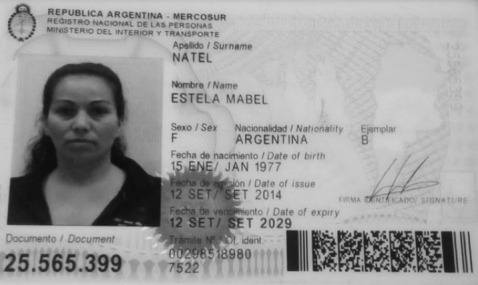 REPUBLICA ARGENTINA - MERCOSUR
REGISTRO NACIONAL DE LAS PERSONAS
MINISTERIO DEL INTERIOR Y TRANSPORTE
Apellido / Surname
NATEL
Nombre / Name
ESTELA MABEL
Sexo / Sex Nacionalidad / Nationality Ejemplar
F ARGENTINA B
Fecha de nacimiento / Date of birth
15 ENE/ JAN 1977
Fecha de emisión / Date of issue
12 SET/ SET 2014
Fecha de vencimiento / Date of expiry
12 SET/ SET 2029
FIRMA IDENTIFICADO/ SIGNATURE
Documento / Document
25.565.399
Trámite Nº / Of. ident.
00298518980
7522